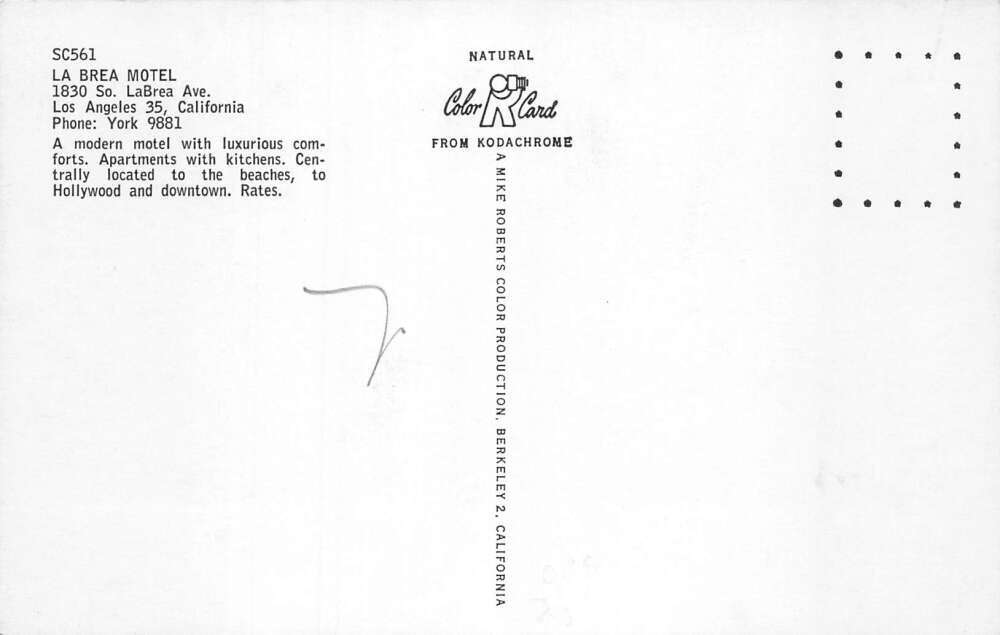 SC561
LA BREA MOTEL
1830 So. LaBrea Ave.
Los Angeles 35, California
Phone: York 9881
A modern motel with luxurious com-
forts. Apartments with kitchens. Cen-
trally located to the beaches, to
Hollywood and downtown. Rates.
NATURAL
Color Card
FROM KODACHROME
A MIKE ROBERTS COLOR PRODUCTION, BERKELEY 2, CALIFORNIA